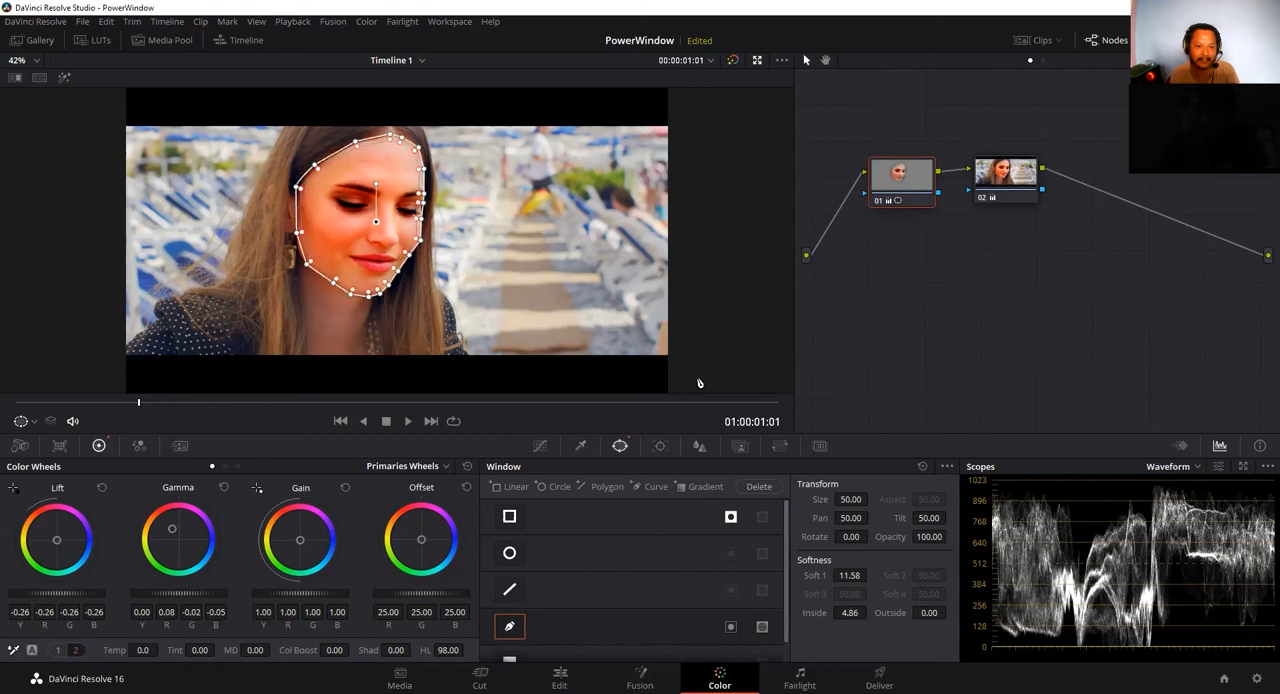 DaVinci Resolve Studio - PowerWindow
DaVinci Resolve File Edit Trim Timeline Clip Mark View Playback Fusion Color Fairlight Workspace Help
Gallery LUTs Media Pool Timeline PowerWindow Edited Clips Nodes
42% Timeline 1 00:00:01:01
01 02
01:00:01:01
Color Wheels Primaries Wheels Window Scopes Waveform
Lift Gamma Gain Offset
Linear Circle Polygon Curve Gradient Delete
Transform
Size 50.00 Aspect 50.00
Pan 50.00 Tilt 50.00
Rotate 0.00 Opacity 100.00
Softness
Soft 1 11.58 Soft 2 50.00
Soft 3 50.00 Soft 4 50.00
Inside 4.86 Outside 0.00
1023
896
768
640
512
384
256
128
0
-0.26 -0.26 -0.26 -0.26 0.00 0.08 -0.02 -0.05 1.00 1.00 1.00 1.00 25.00 25.00 25.00
Y R G B Y R G B Y R G B R G B
A 1 2 Temp 0.0 Tint 0.00 MD 0.00 Col Boost 0.00 Shad 0.00 HL 98.00
DaVinci Resolve 16 Media Cut Edit Fusion Color Fairlight Deliver